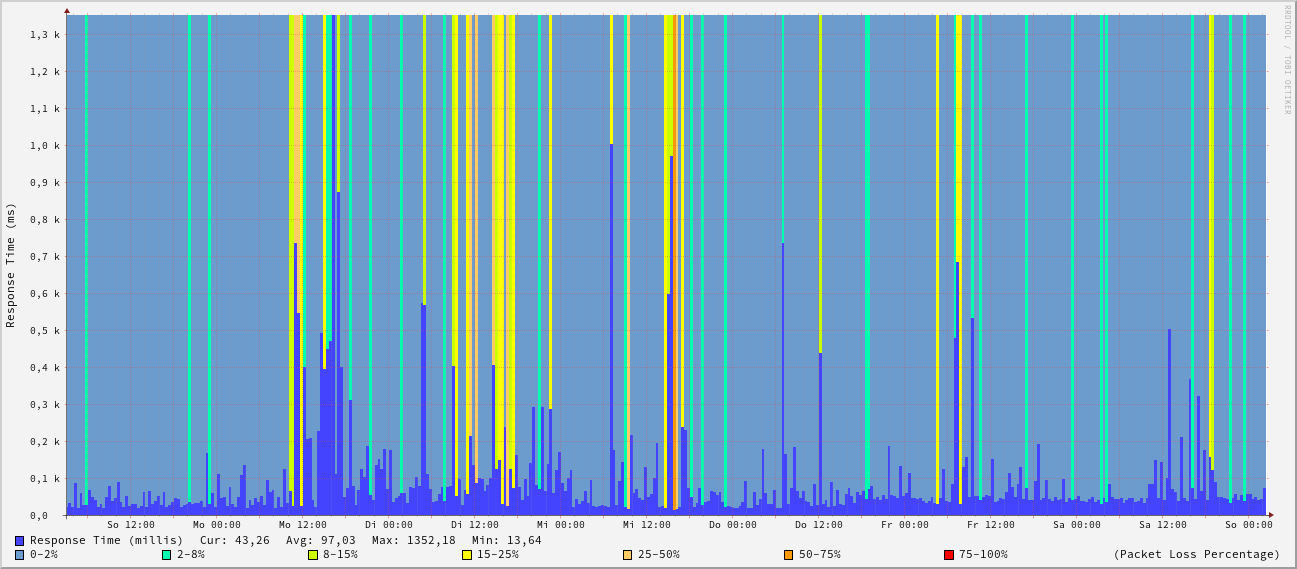 RRDTOOL / TOBI OETIKER
Response Time (ms)
1,3 k
1,2 k
1,1 k
1,0 k
0,9 k
0,8 k
0,7 k
0,6 k
0,5 k
0,4 k
0,3 k
0,2 k
0,1 k
0,0
So 12:00 Mo 00:00 Mo 12:00 Di 00:00 Di 12:00 Mi 00:00 Mi 12:00 Do 00:00 Do 12:00 Fr 00:00 Fr 12:00 Sa 00:00 Sa 12:00 So 00:00
Response Time (millis) Cur: 43,26 Avg: 97,03 Max: 1352,18 Min: 13,64
0-2% 2-8% 8-15% 15-25% 25-50% 50-75% 75-100% (Packet Loss Percentage)